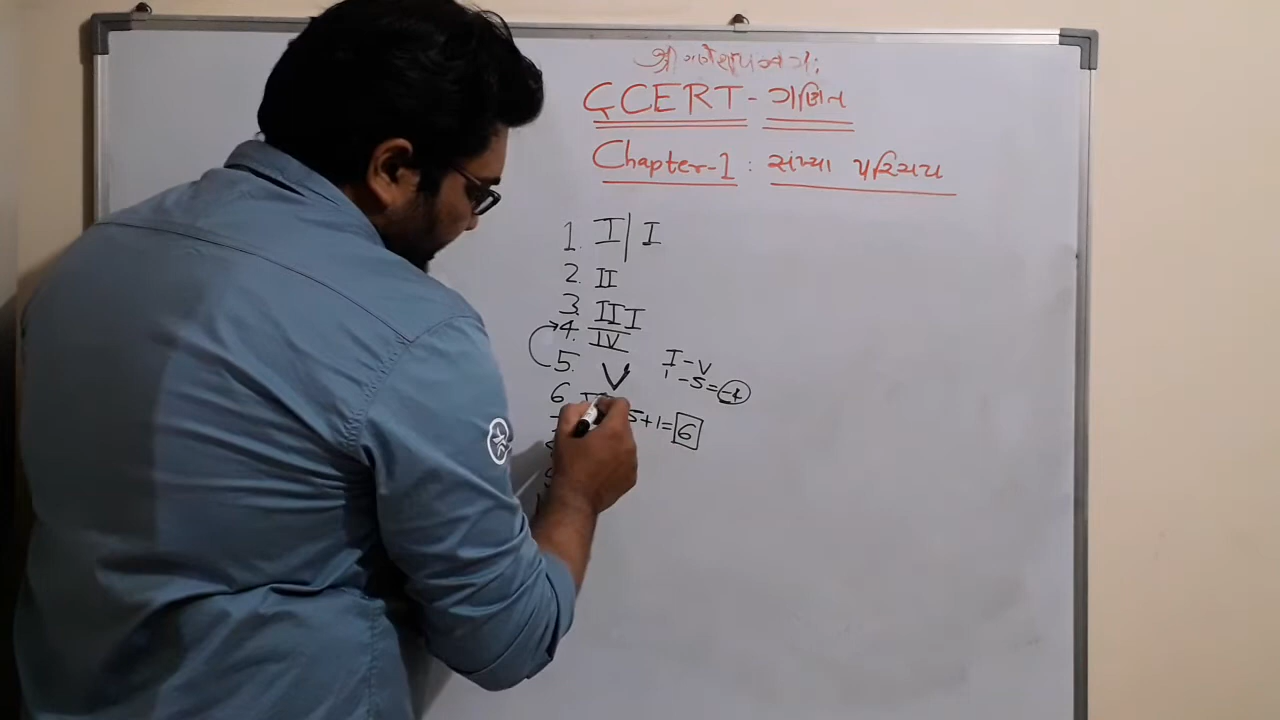 શ્રી ગણેશાય નમઃ
GCERT - ગણિત
Chapter-1 : સંખ્યા પરિચય
1. I | I
2. II
3. III
4. IV
5. V
I - V
1 - 5 = -4
6
5+1= 6